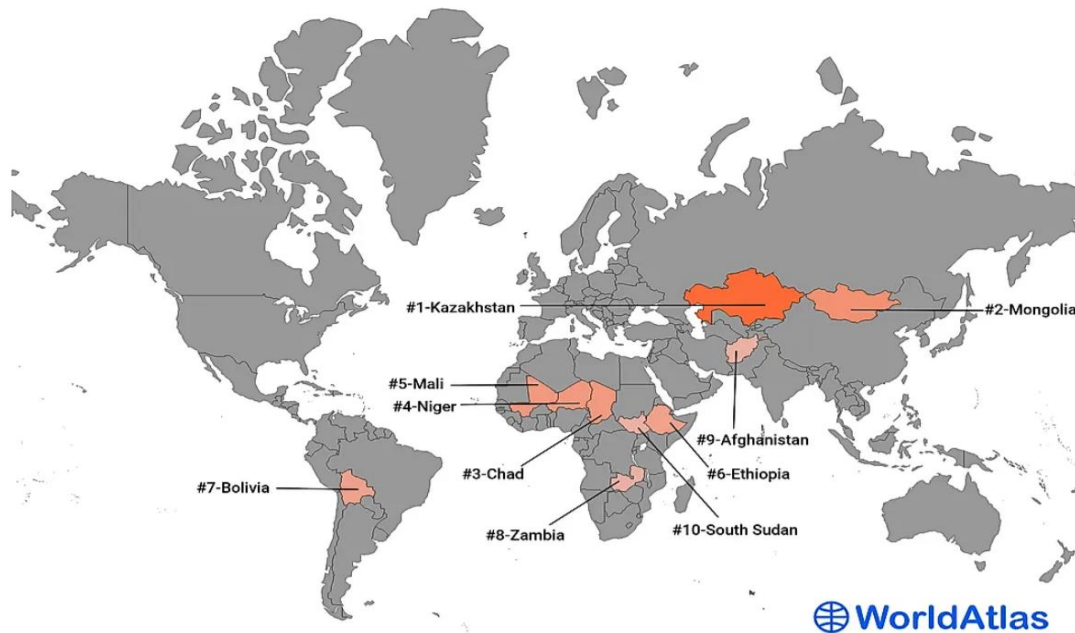 #1-Kazakhstan
#2-Mongolia
#5-Mali
#4-Niger
#9-Afghanistan
#3-Chad
#6-Ethiopia
#7-Bolivia
#8-Zambia
#10-South Sudan
WorldAtlas